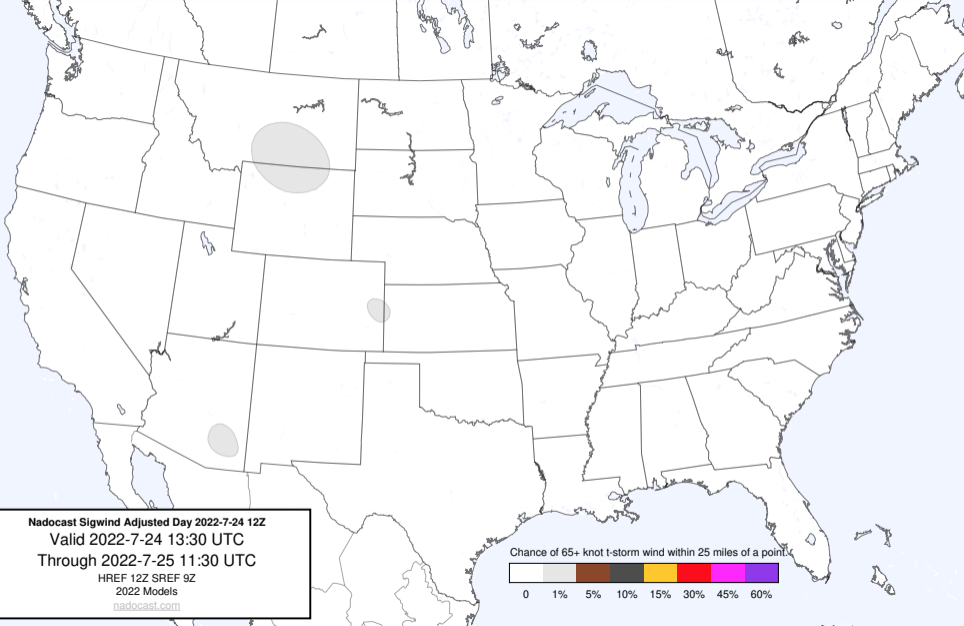 Nadocast Sigwind Adjusted Day 2022-7-24 12Z
Valid 2022-7-24 13:30 UTC
Through 2022-7-25 11:30 UTC
HREF 12Z SREF 9Z
2022 Models
nadocast.com
Chance of 65+ knot t-storm wind within 25 miles of a point.
0 1% 5% 10% 15% 30% 45% 60%